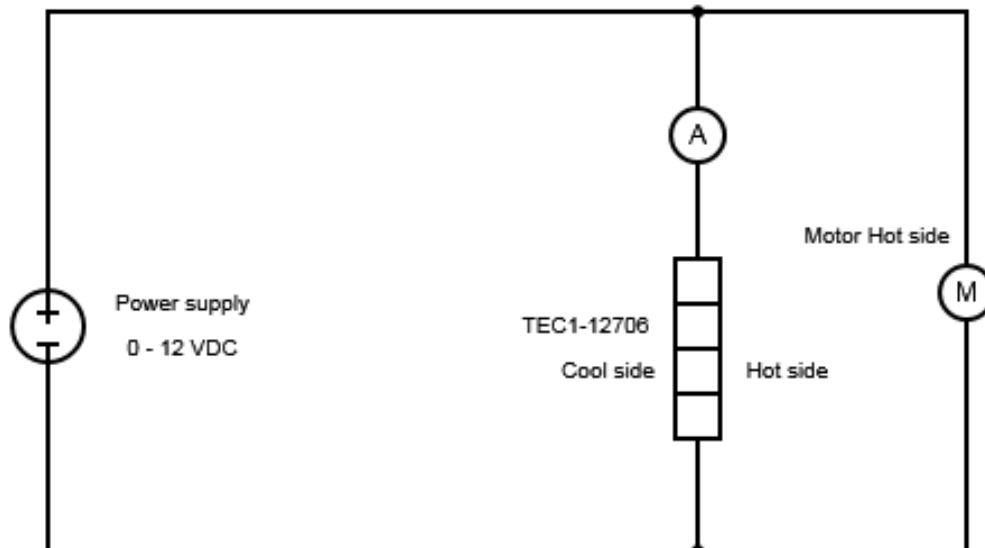 A
Motor Hot side
M
Power supply
0 - 12 VDC
TEC1-12706
Cool side
Hot side